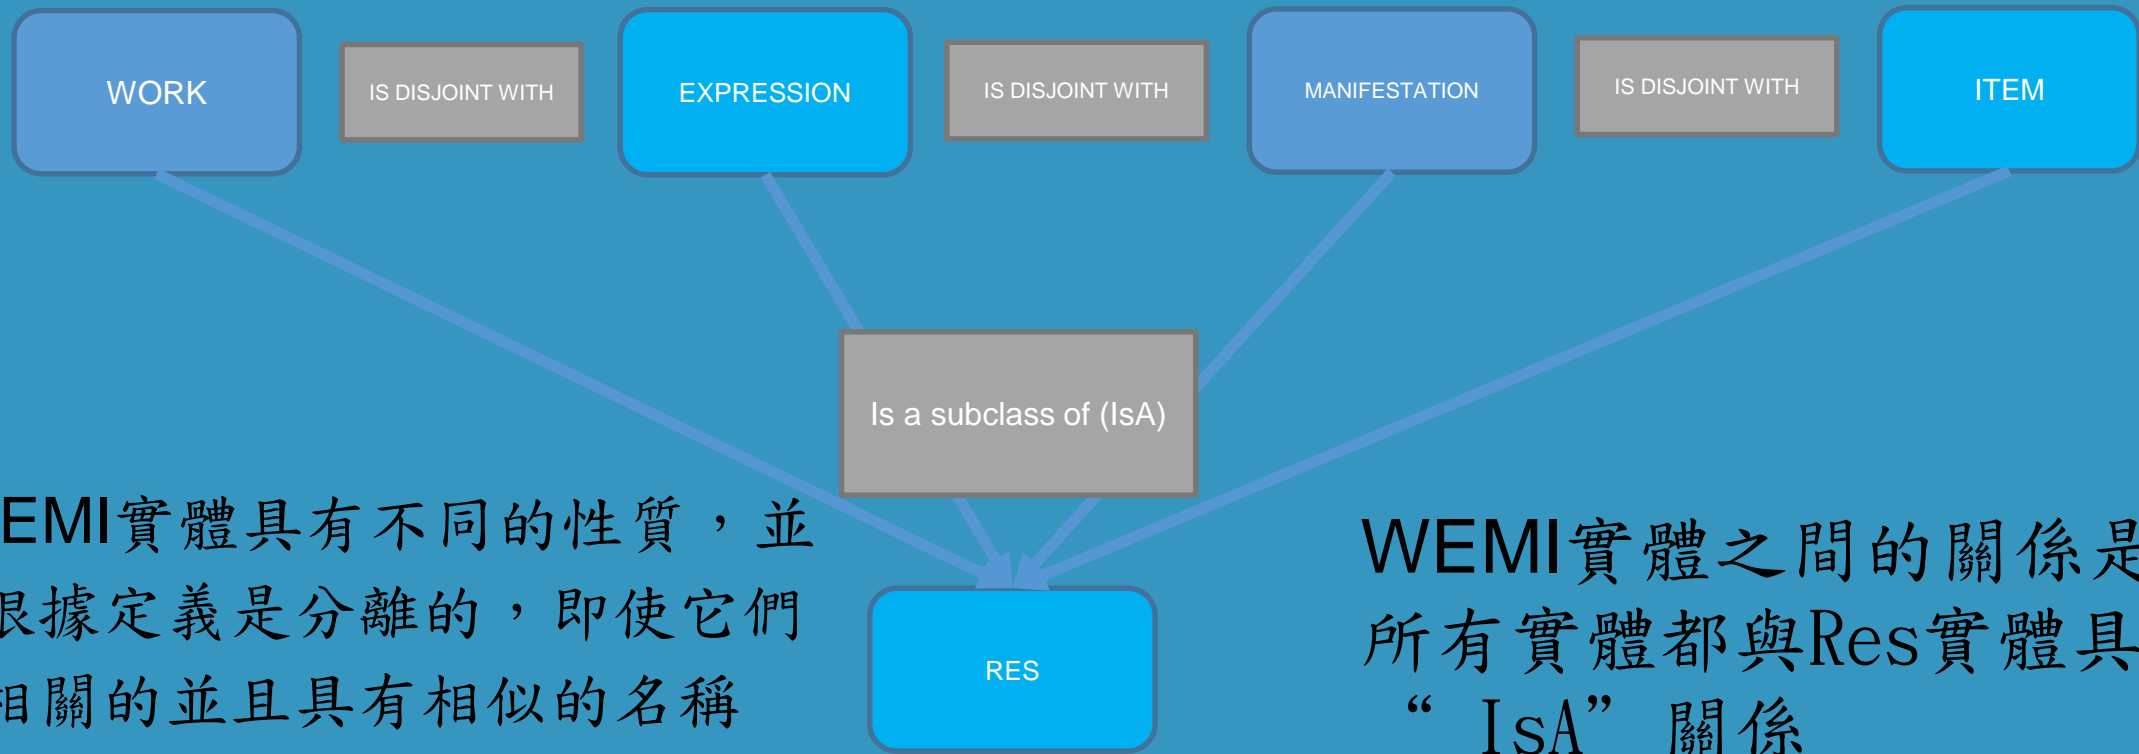 WORK
IS DISJOINT WITH
EXPRESSION
IS DISJOINT WITH
MANIFESTATION
IS DISJOINT WITH
ITEM
Is a subclass of (IsA)
EMI實體具有不同的性質，並
根據定義是分離的，即使它們
相關的並且具有相似的名稱
RES
WEMI實體之間的關係是
所有實體都與Res實體具
“IsA”關係